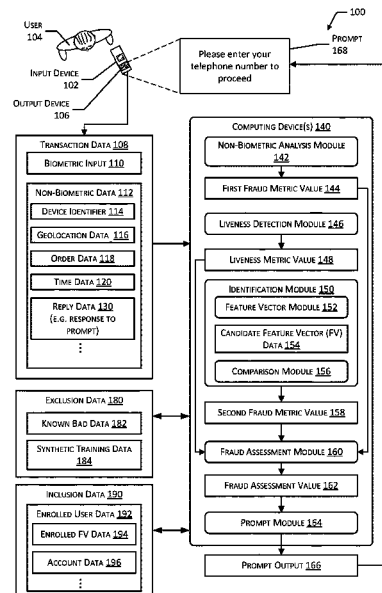 100
USER
104
INPUT DEVICE
102
OUTPUT DEVICE
106
Please enter your
telephone number to
proceed
PROMPT
168
TRANSACTION DATA 108
BIOMETRIC INPUT 110
NON-BIOMETRIC DATA 112
DEVICE IDENTIFIER 114
GEOLOCATION DATA 116
ORDER DATA 118
TIME DATA 120
REPLY DATA 130
(E.G. RESPONSE TO
PROMPT)
EXCLUSION DATA 180
KNOWN BAD DATA
182
SYNTHETIC TRAINING DATA
184
INCLUSION DATA 190
ENROLLED USER DATA 192
ENROLLED FV DATA 194
ACCOUNT DATA 196
COMPUTING DEVICE(S) 140
NON-BIOMETRIC ANALYSIS MODULE
142
FIRST FRAUD METRIC VALUE 144
LIVENESS DETECTION MODULE 146
LIVENESS METRIC VALUE 148
IDENTIFICATION MODULE 150
FEATURE VECTOR MODULE
152
CANDIDATE FEATURE VECTOR (FV)
DATA 154
COMPARISON MODULE 156
SECOND FRAUD METRIC VALUE 158
FRAUD ASSESSMENT MODULE 160
FRAUD ASSESSMENT VALUE 162
PROMPT MODULE 164
PROMPT OUTPUT 166